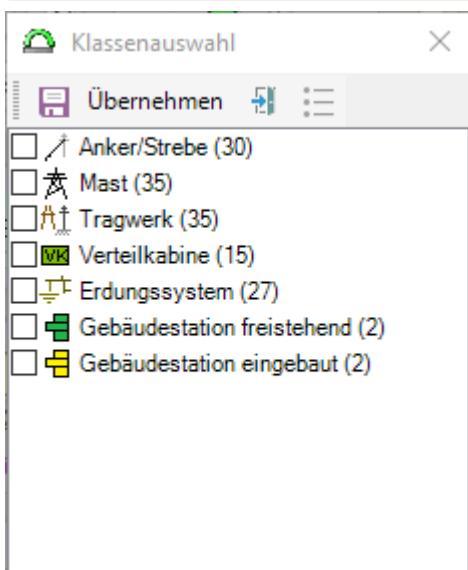 Klassenauswahl
Übernehmen
Anker/Strebe (30)
Mast (35)
Tragwerk (35)
VK Verteilkabine (15)
Erdungssystem (27)
Gebäudestation freistehend (2)
Gebäudestation eingebaut (2)